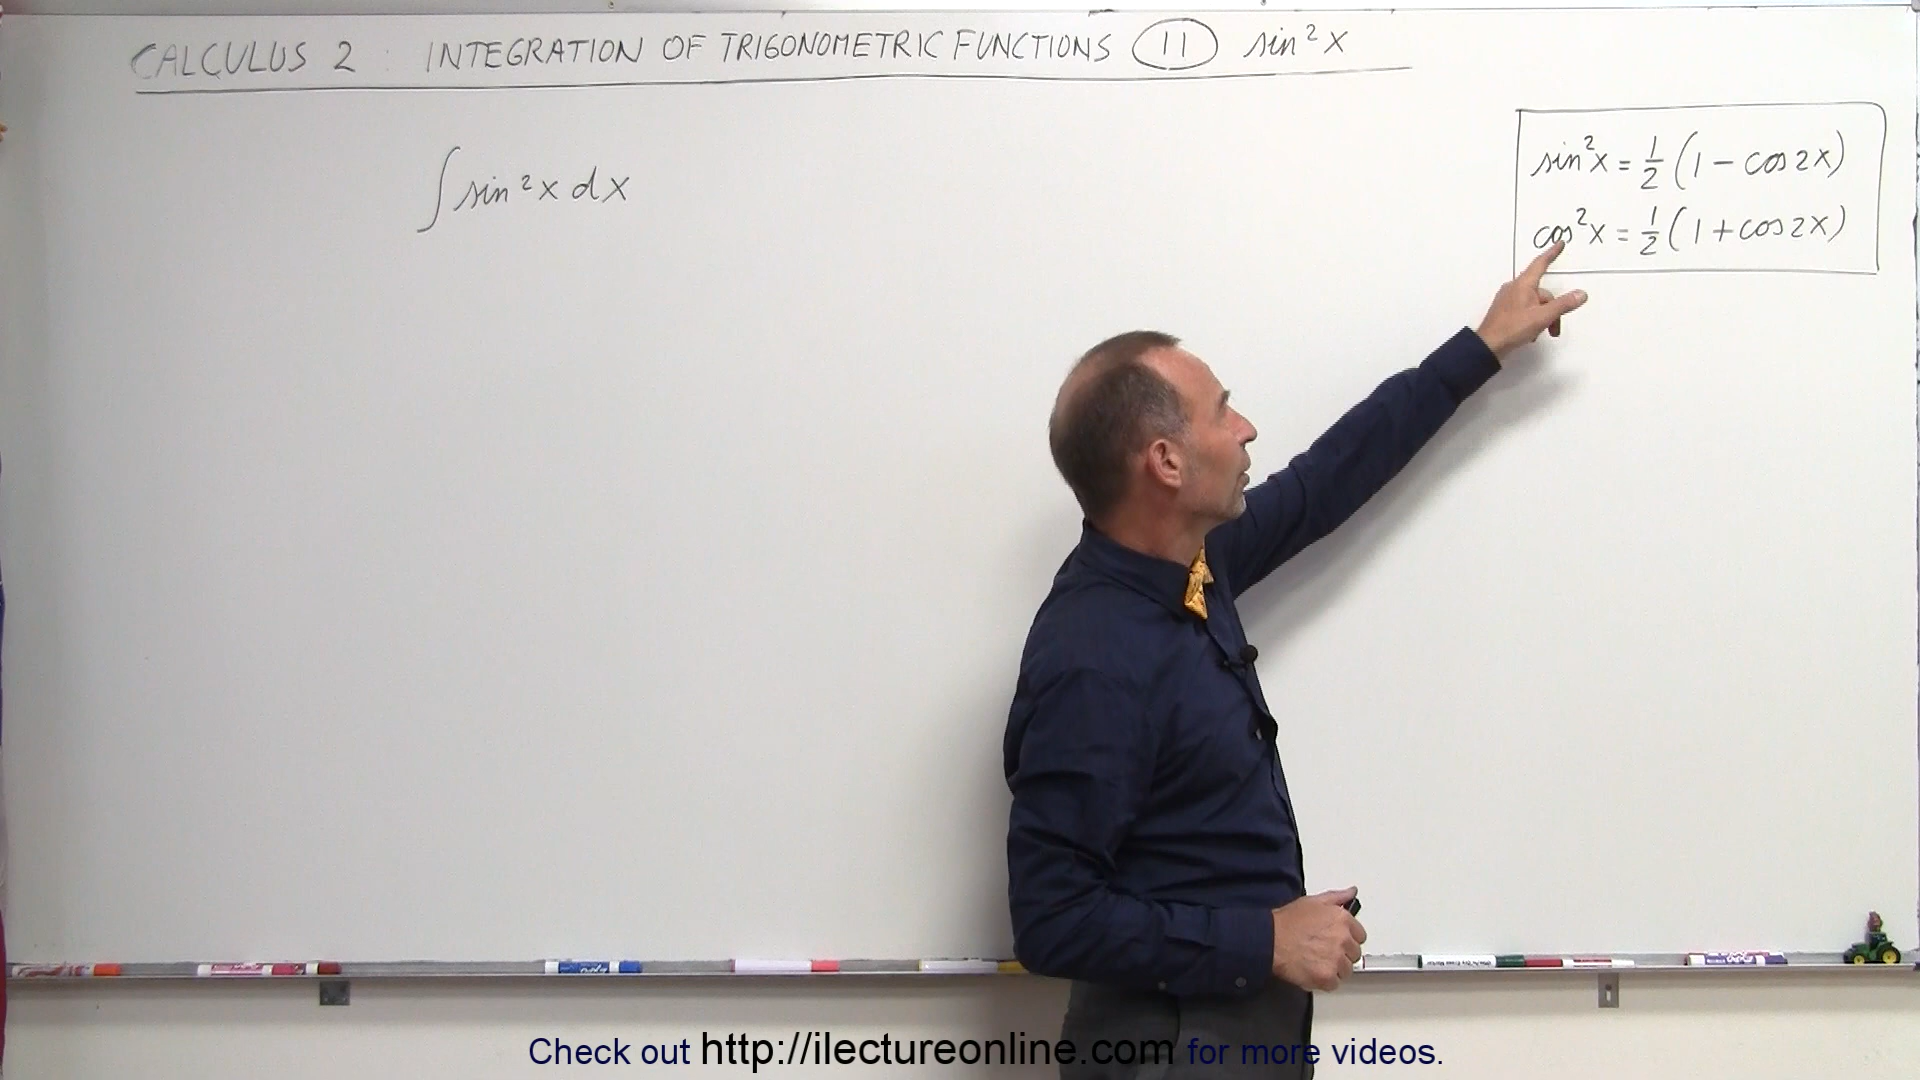 CALCULUS 2 : INTEGRATION OF TRIGONOMETRIC FUNCTIONS 11 sin²x
∫ sin²x dx
sin²x = 1/2 (1 - cos2x)
cos²x = 1/2 (1 + cos2x)
Check out http://ilectureonline.com for more videos.